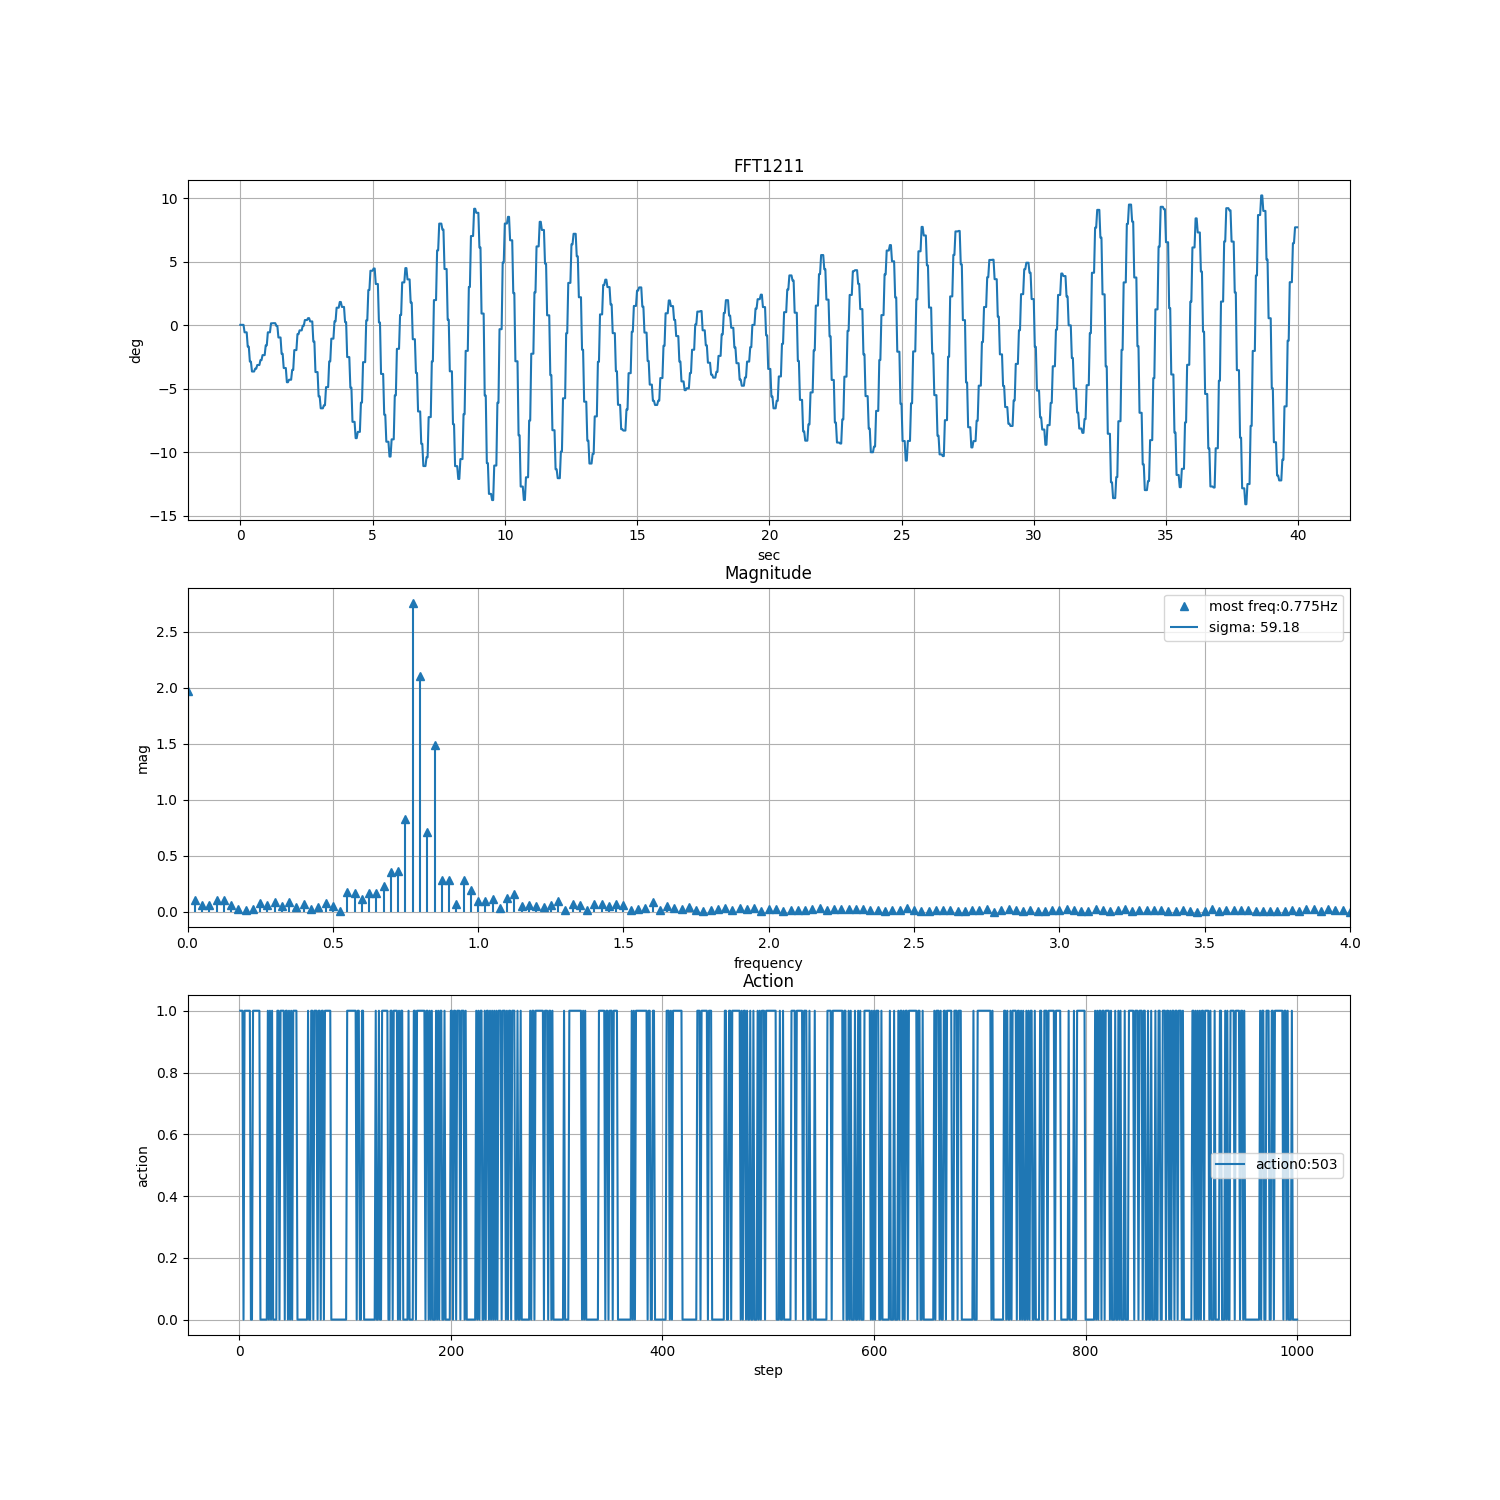 FFT1211
10
5
0
−5
−10
−15
deg
0 5 10 15 20 25 30 35 40
sec
Magnitude
most freq:0.775Hz
sigma: 59.18
2.5
2.0
1.5
1.0
0.5
0.0
mag
0.0 0.5 1.0 1.5 2.0 2.5 3.0 3.5 4.0
frequency
Action
1.0
0.8
0.6
0.4
0.2
0.0
action
action0:503
0 200 400 600 800 1000
step